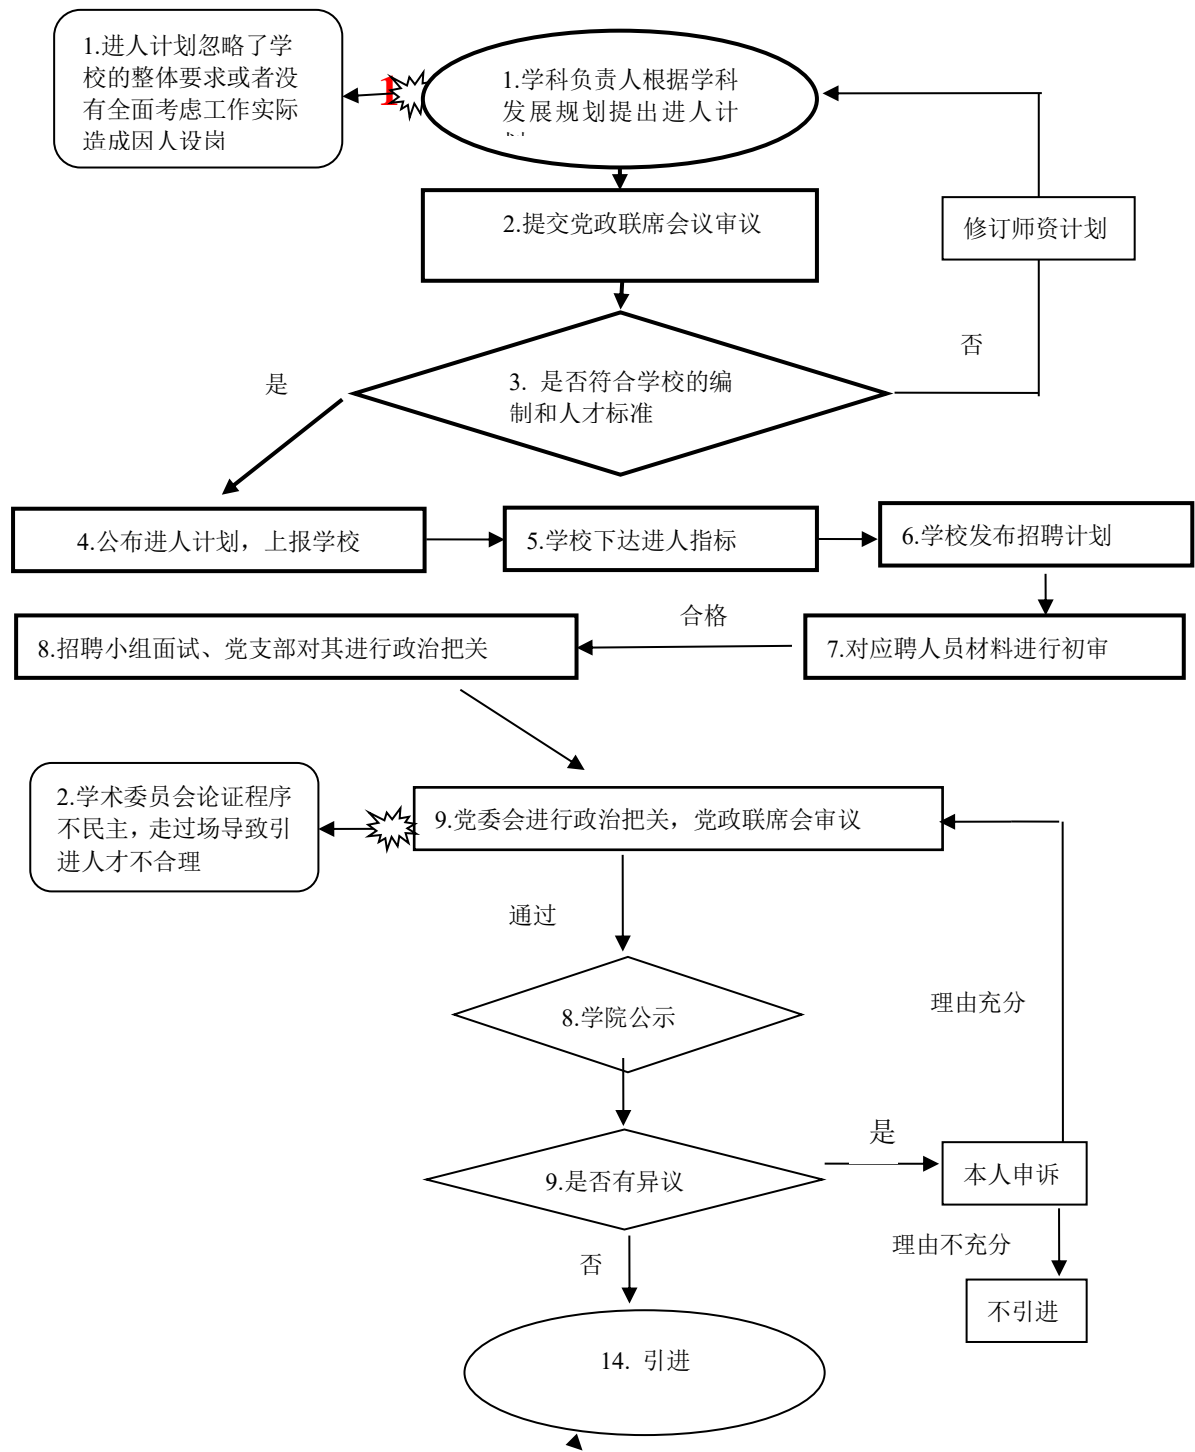 1.进人计划忽略了学
校的整体要求或者没
有全面考虑工作实际
造成因人设岗
1
1.学科负责人根据学科
发展规划提出进人计
2.提交党政联席会议审议
修订师资计划
否
是
3. 是否符合学校的编
制和人才标准
4.公布进人计划，上报学校
5.学校下达进人指标
6.学校发布招聘计划
合格
8.招聘小组面试、党支部对其进行政治把关
7.对应聘人员材料进行初审
2.学术委员会论证程序
不民主，走过场导致引
进人才不合理
9.党委会进行政治把关，党政联席会审议
通过
理由充分
8.学院公示
是
9.是否有异议
本人申诉
理由不充分
否
不引进
14. 引进